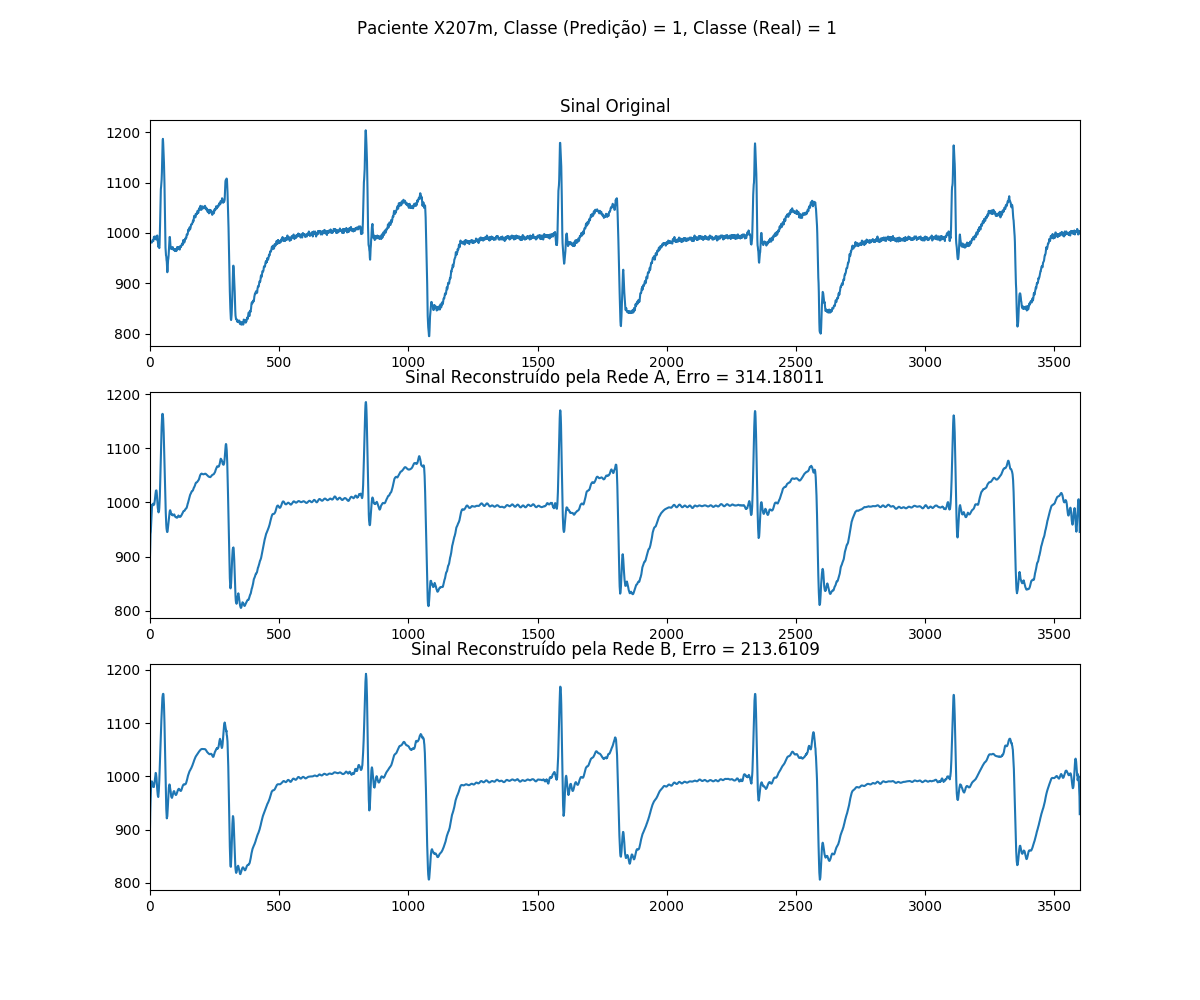 Paciente X207m, Classe (Predição) = 1, Classe (Real) = 1
Sinal Original
1200
1100
1000
900
800
0 500 1000 1500 2000 2500 3000 3500
Sinal Reconstruído pela Rede A, Erro = 314.18011
1200
1100
1000
900
800
0 500 1000 1500 2000 2500 3000 3500
Sinal Reconstruído pela Rede B, Erro = 213.6109
1200
1100
1000
900
800
0 500 1000 1500 2000 2500 3000 3500